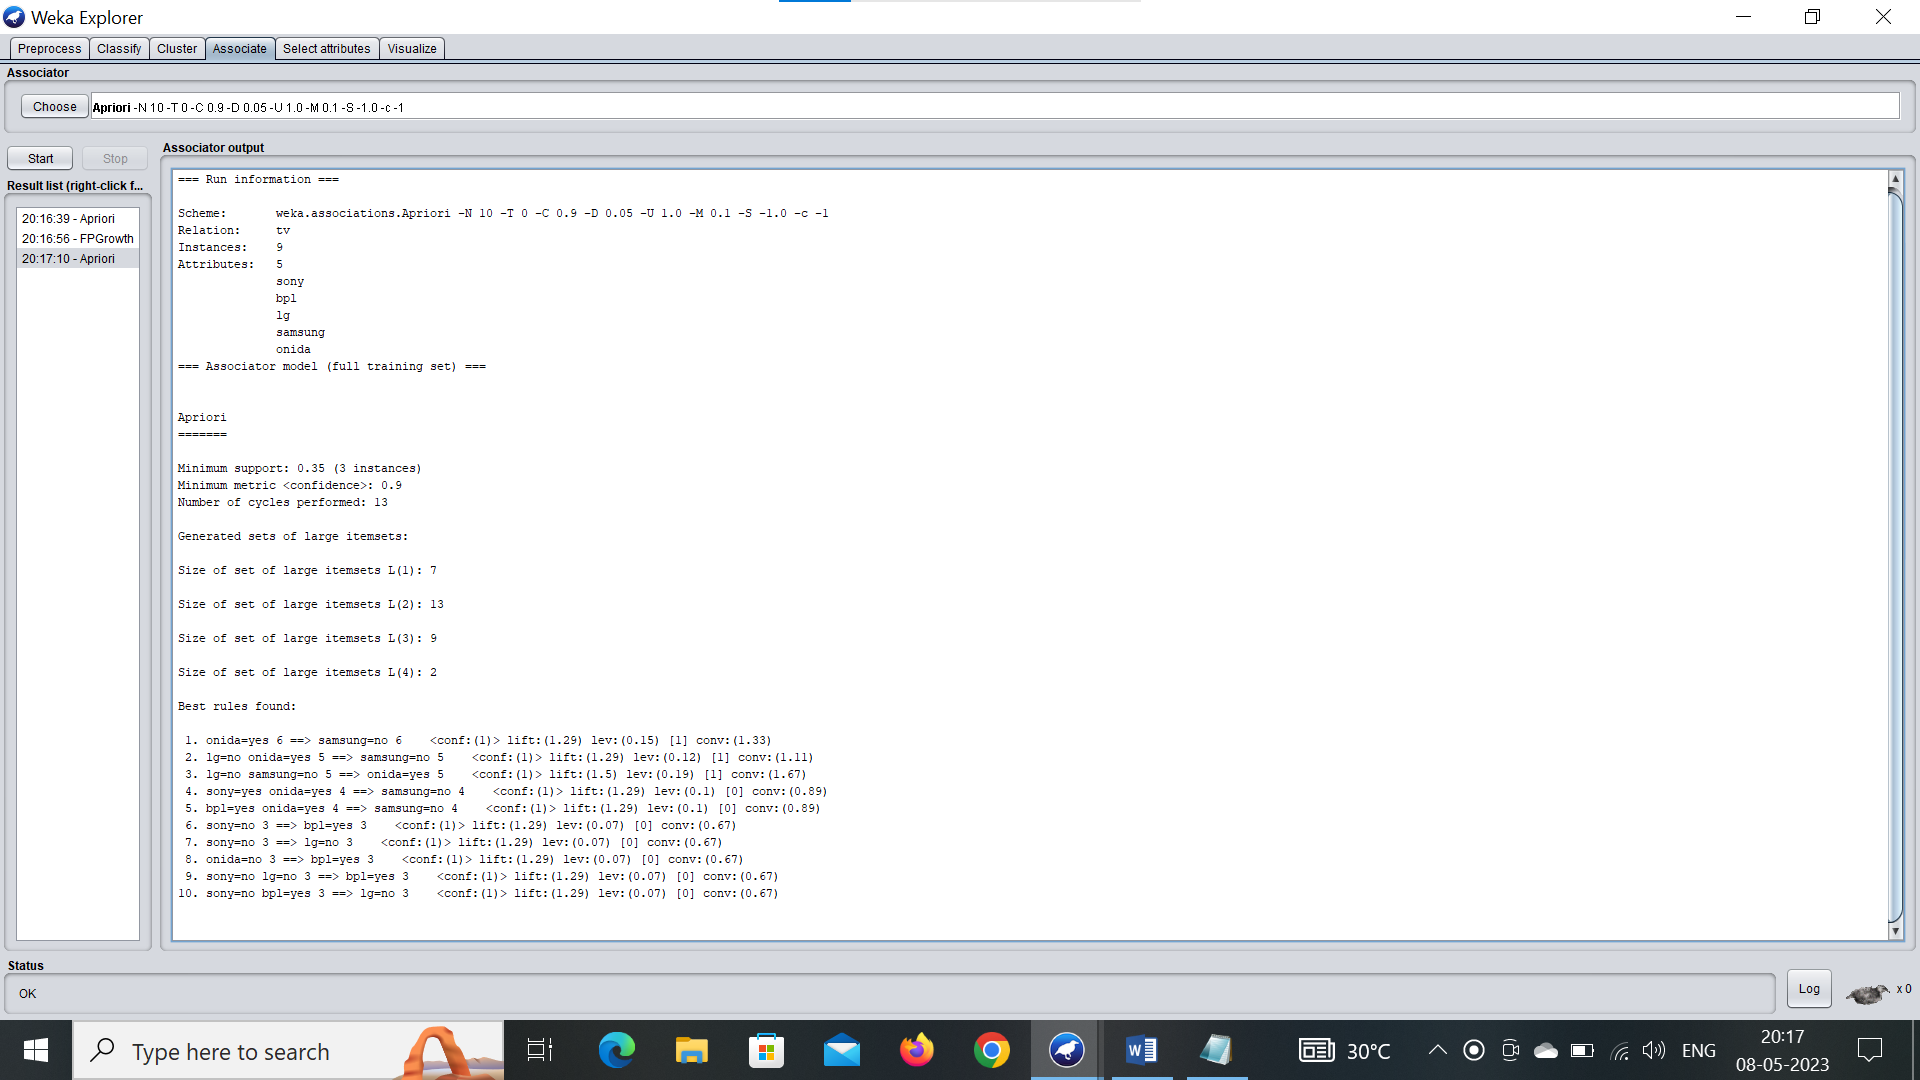 Weka Explorer
Preprocess Classify Cluster Associate Select attributes Visualize
Associator
Choose Apriori -N 10 -T 0 -C 0.9 -D 0.05 -U 1.0 -M 0.1 -S -1.0 -c -1
Start Stop
Result list (right-click f...
20:16:39 - Apriori
20:16:56 - FPGrowth
20:17:10 - Apriori
Associator output
=== Run information ===
Scheme: weka.associations.Apriori -N 10 -T 0 -C 0.9 -D 0.05 -U 1.0 -M 0.1 -S -1.0 -c -1
Relation: tv
Instances: 9
Attributes: 5
sony
bpl
lg
samsung
onida
=== Associator model (full training set) ===
Apriori
=======
Minimum support: 0.35 (3 instances)
Minimum metric <confidence>: 0.9
Number of cycles performed: 13
Generated sets of large itemsets:
Size of set of large itemsets L(1): 7
Size of set of large itemsets L(2): 13
Size of set of large itemsets L(3): 9
Size of set of large itemsets L(4): 2
Best rules found:
1. onida=yes 6 ==> samsung=no 6 <conf:(1)> lift:(1.29) lev:(0.15) [1] conv:(1.33)
2. lg=no onida=yes 5 ==> samsung=no 5 <conf:(1)> lift:(1.29) lev:(0.12) [1] conv:(1.11)
3. lg=no samsung=no 5 ==> onida=yes 5 <conf:(1)> lift:(1.5) lev:(0.19) [1] conv:(1.67)
4. sony=yes onida=yes 4 ==> samsung=no 4 <conf:(1)> lift:(1.29) lev:(0.1) [0] conv:(0.89)
5. bpl=yes onida=yes 4 ==> samsung=no 4 <conf:(1)> lift:(1.29) lev:(0.1) [0] conv:(0.89)
6. sony=no 3 ==> bpl=yes 3 <conf:(1)> lift:(1.29) lev:(0.07) [0] conv:(0.67)
7. sony=no 3 ==> lg=no 3 <conf:(1)> lift:(1.29) lev:(0.07) [0] conv:(0.67)
8. onida=no 3 ==> bpl=yes 3 <conf:(1)> lift:(1.29) lev:(0.07) [0] conv:(0.67)
9. sony=no lg=no 3 ==> bpl=yes 3 <conf:(1)> lift:(1.29) lev:(0.07) [0] conv:(0.67)
10. sony=no bpl=yes 3 ==> lg=no 3 <conf:(1)> lift:(1.29) lev:(0.07) [0] conv:(0.67)
Status
OK
Log
x 0
Type here to search
30°C
ENG
20:17
08-05-2023